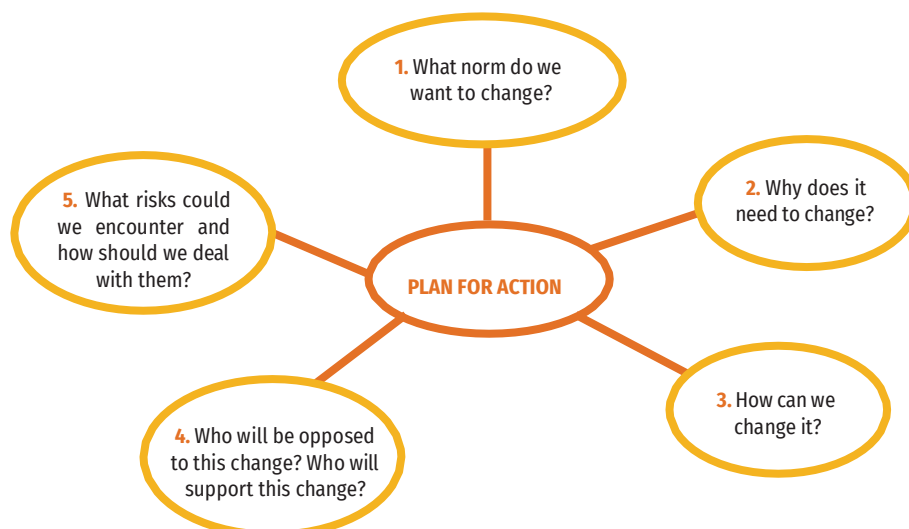 1. What norm do we
want to change?
2. Why does it
need to change?
3. How can we
change it?
4. Who will be opposed
to this change? Who will
support this change?
5. What risks could
we encounter and
how should we deal
with them?
PLAN FOR ACTION